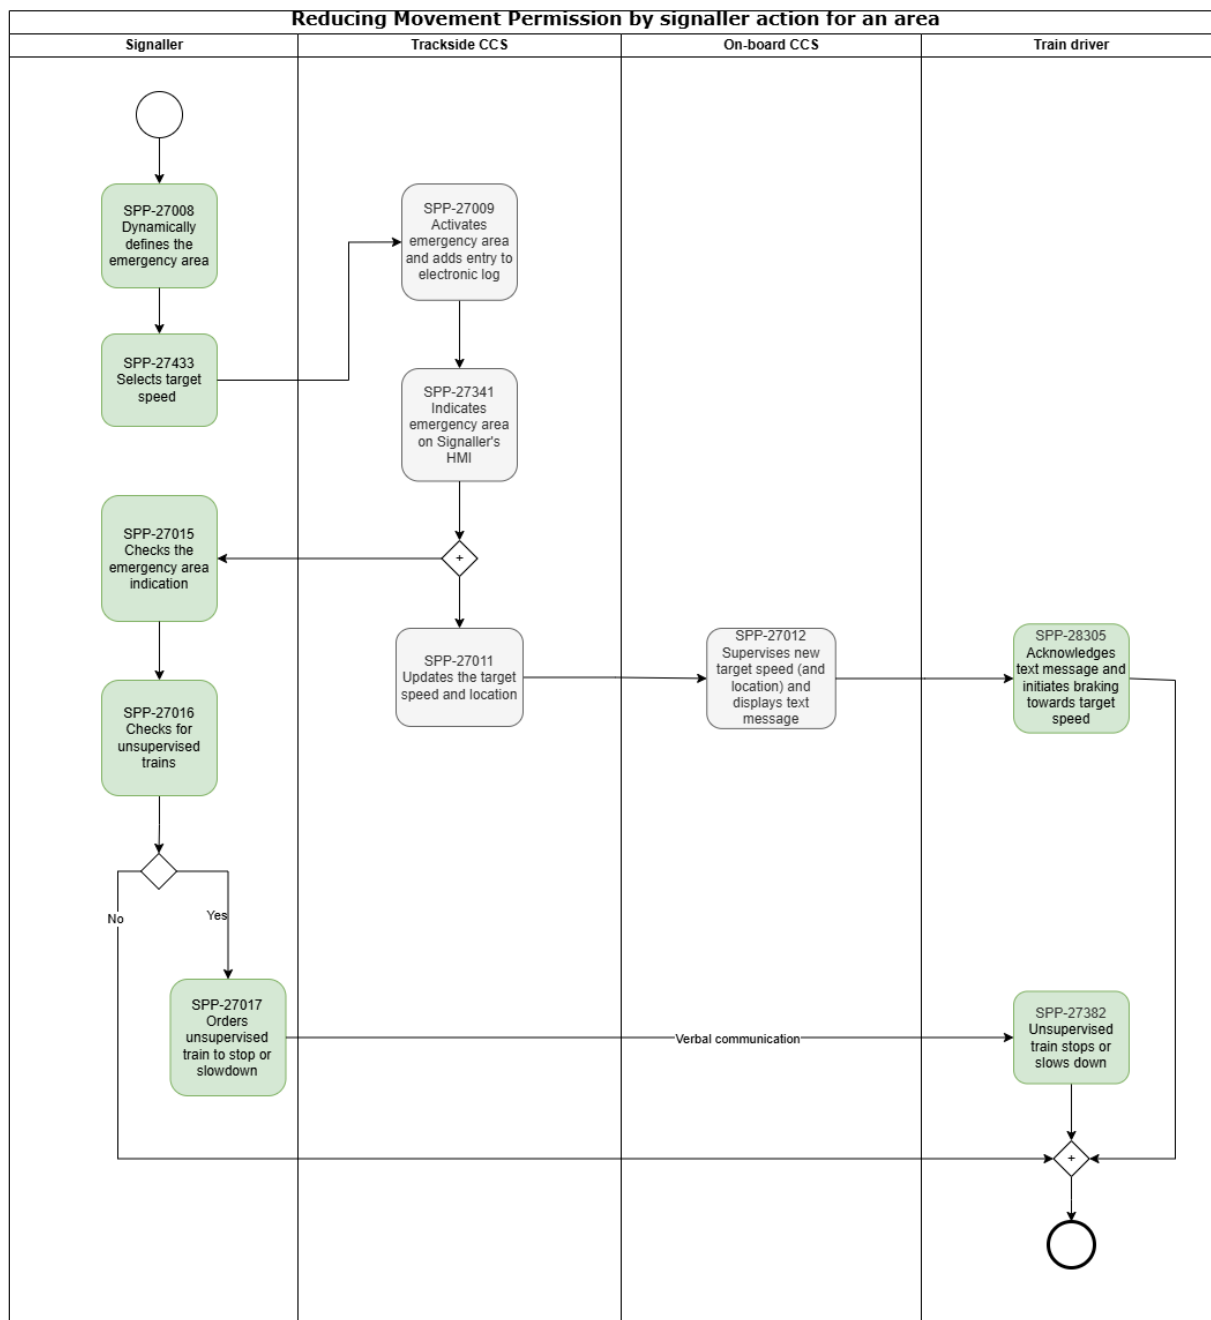 Reducing Movement Permission by signaller action for an area
Signaller
Trackside CCS
On-board CCS
Train driver
SPP-27008
Dynamically
defines the
emergency area
SPP-27009
Activates
emergency area
and adds entry to
electronic log
SPP-27433
Selects target
speed
SPP-27341
Indicates
emergency area
on Signaller's
HMI
SPP-27015
Checks the
emergency area
indication
+
SPP-27011
Updates the target
speed and location
SPP-27012
Supervises new
target speed (and
location) and
displays text
message
SPP-28305
Acknowledges
text message and
initiates braking
towards target
speed
SPP-27016
Checks for
unsupervised
trains
No
Yes
SPP-27017
Orders
unsupervised
train to stop or
slowdown
Verbal communication
SPP-27382
Unsupervised
train stops or
slows down
+